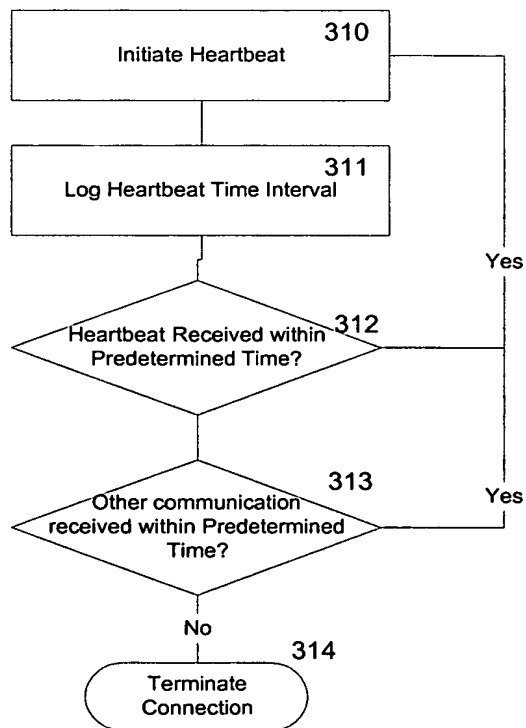 310
Initiate Heartbeat
311
Log Heartbeat Time Interval
Yes
312
Heartbeat Received within
Predetermined Time?
313
Other communication
received within Predetermined
Time?
Yes
No
314
Terminate
Connection